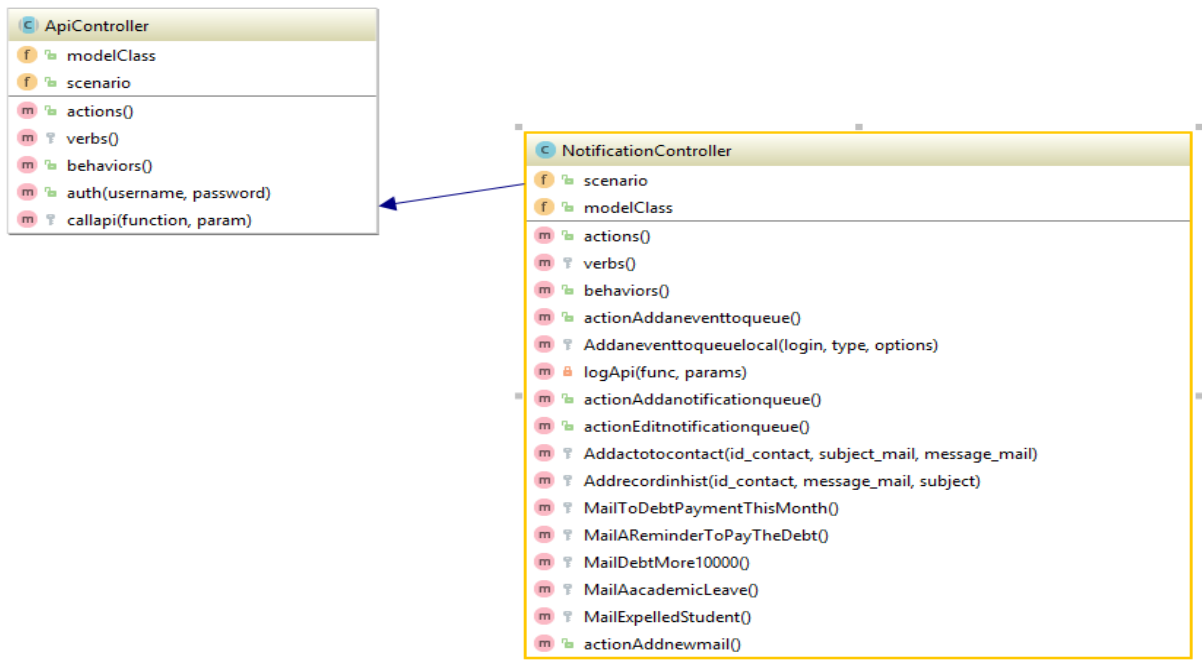 ApiController
modelClass
scenario
actions()
verbs()
behaviors()
auth(username, password)
callapi(function, param)
NotificationController
scenario
modelClass
actions()
verbs()
behaviors()
actionAddaneventtoqueue()
Addaneventtoqueuelocal(login, type, options)
logApi(func, params)
actionAddanotificationqueue()
actionEditnotificationqueue()
Addactotocontact(id_contact, subject_mail, message_mail)
Addrecordinhist(id_contact, message_mail, subject)
MailToDebtPaymentThisMonth()
MailAReminderToPayTheDebt()
MailDebtMore10000()
MailAacademicLeave()
MailExpelledStudent()
actionAddnewmail()